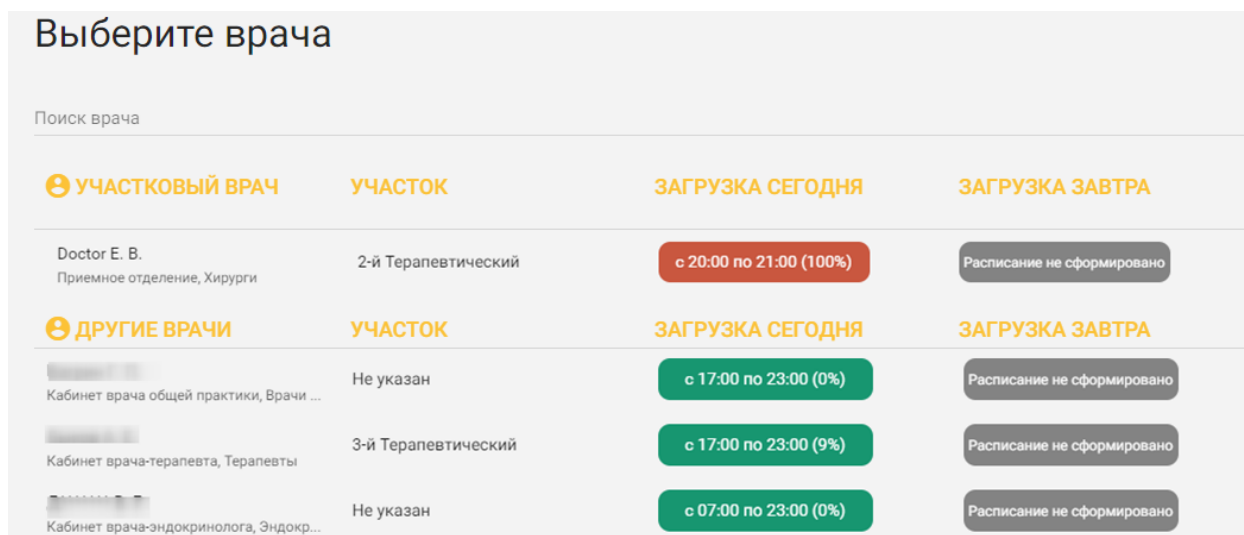 Выберите врача
Поиск врача
УЧАСТКОВЫЙ ВРАЧ УЧАСТОК ЗАГРУЗКА СЕГОДНЯ ЗАГРУЗКА ЗАВТРА
Doctor E. B. 2-й Терапевтический с 20:00 по 21:00 (100%) Расписание не сформировано
Приемное отделение, Хирурги
ДРУГИЕ ВРАЧИ УЧАСТОК ЗАГРУЗКА СЕГОДНЯ ЗАГРУЗКА ЗАВТРА
Не указан с 17:00 по 23:00 (0%) Расписание не сформировано
Кабинет врача общей практики, Врачи ...
3-й Терапевтический с 17:00 по 23:00 (9%) Расписание не сформировано
Кабинет врача-терапевта, Терапевты
Не указан с 07:00 по 23:00 (0%) Расписание не сформировано
Кабинет врача-эндокринолога, Эндокр...